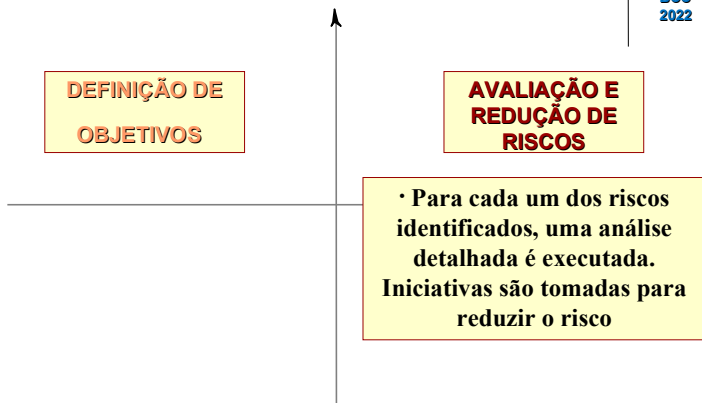 2022
DEFINIÇÃO DE
OBJETIVOS
AVALIAÇÃO E
REDUÇÃO DE
RISCOS
· Para cada um dos riscos
identificados, uma análise
detalhada é executada.
Iniciativas são tomadas para
reduzir o risco